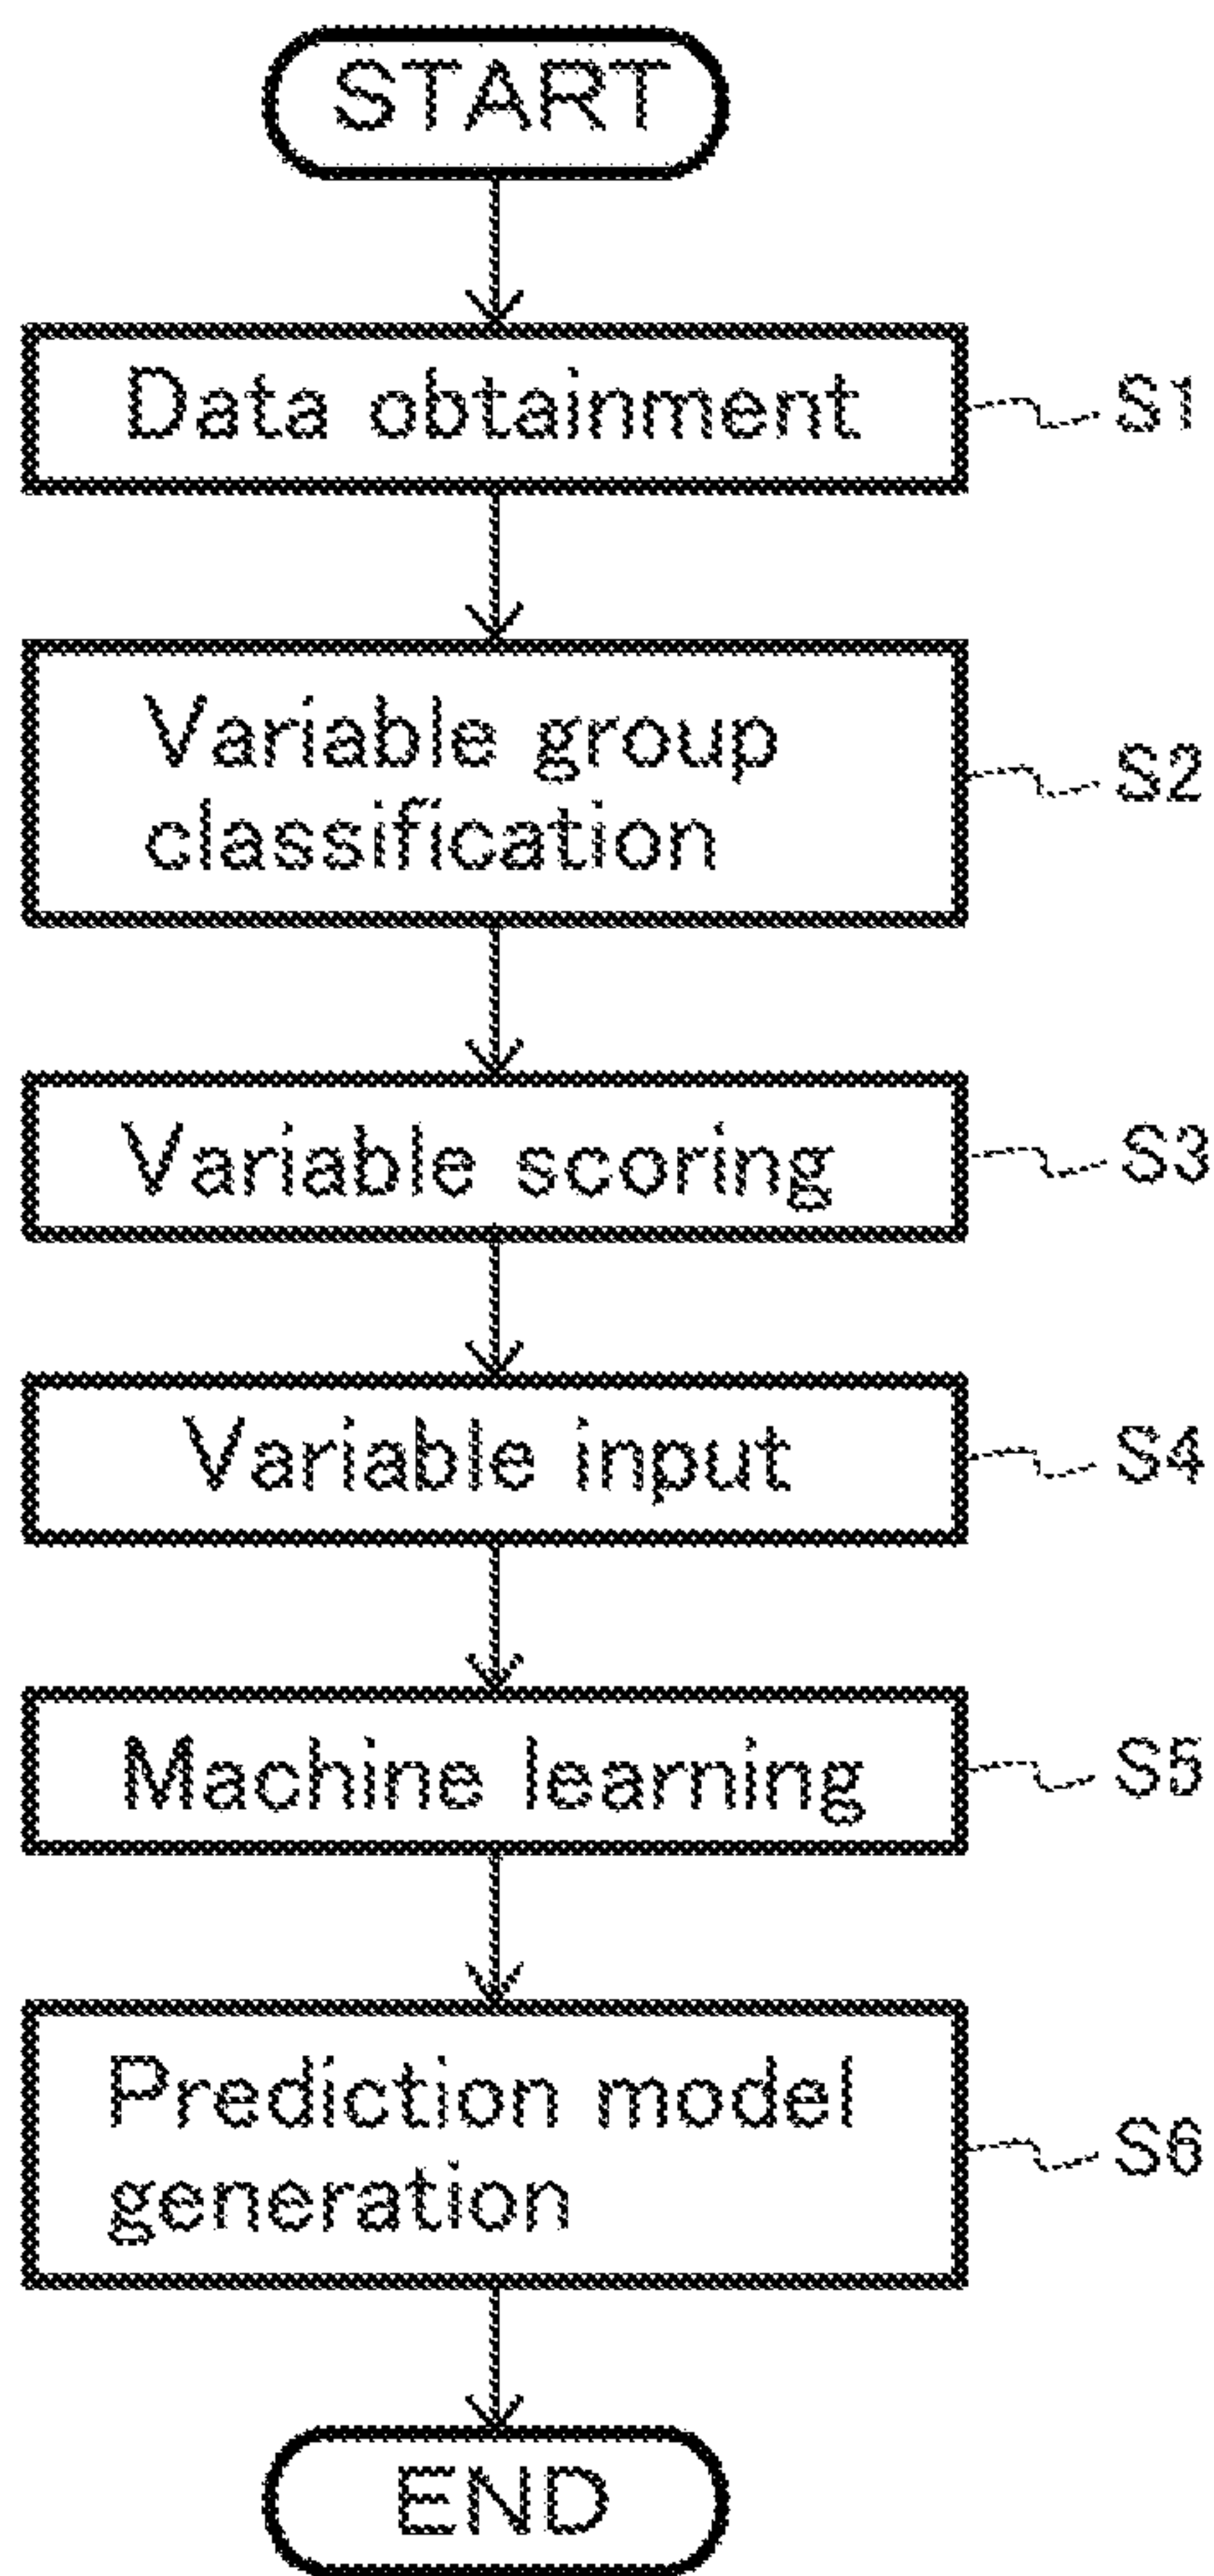 START
Data obtainment
S1
Variable group
classification
S2
Variable scoring
S3
Variable input
S4
Machine learning
S5
Prediction model
generation
S6
END